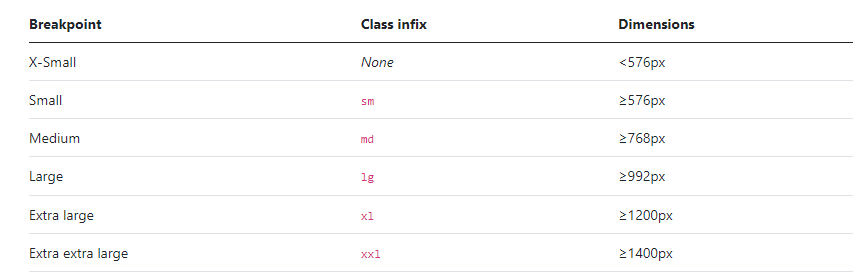 Breakpoint Class infix Dimensions
X-Small None <576px
Small sm ≥576px
Medium md ≥768px
Large lg ≥992px
Extra large xl ≥1200px
Extra extra large xxl ≥1400px